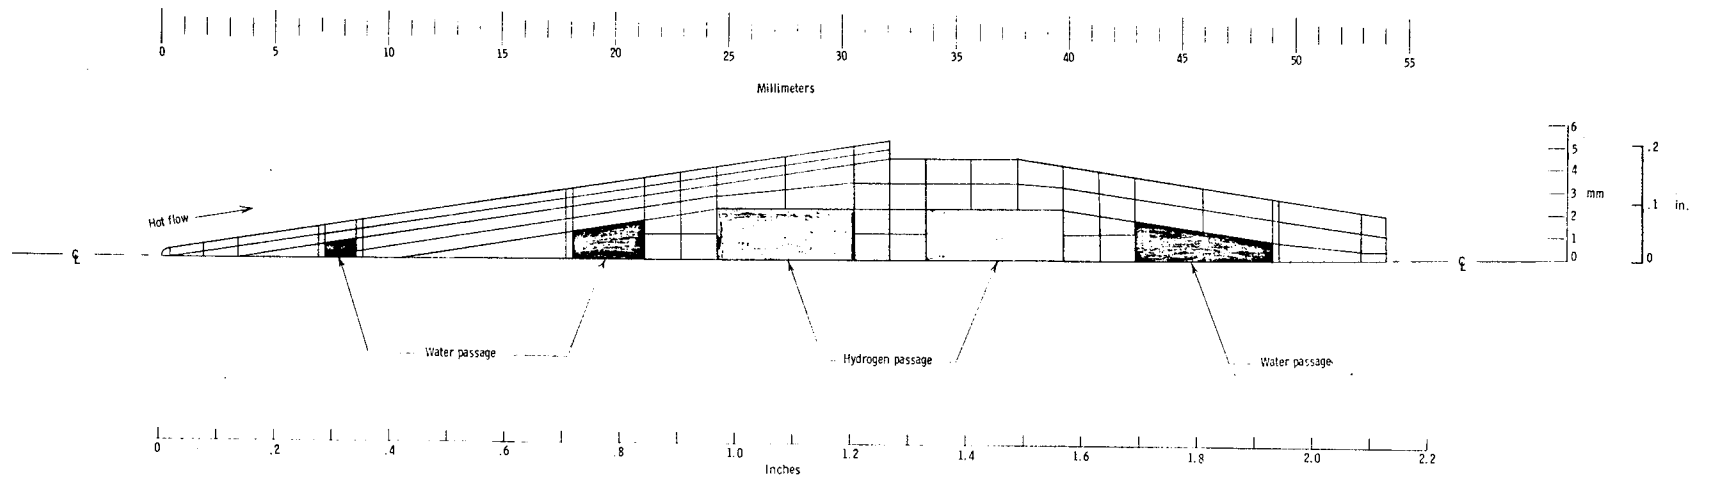 0 5 10 15 20 25 30 35 40 45 50 55
Millimeters
6
5
4
3 mm
2
1
0
.2
.1 in.
0
Hot flow
℄ ℄
Water passage Hydrogen passage Water passage
0 .2 .4 .6 .8 1.0 1.2 1.4 1.6 1.8 2.0 2.2
Inches